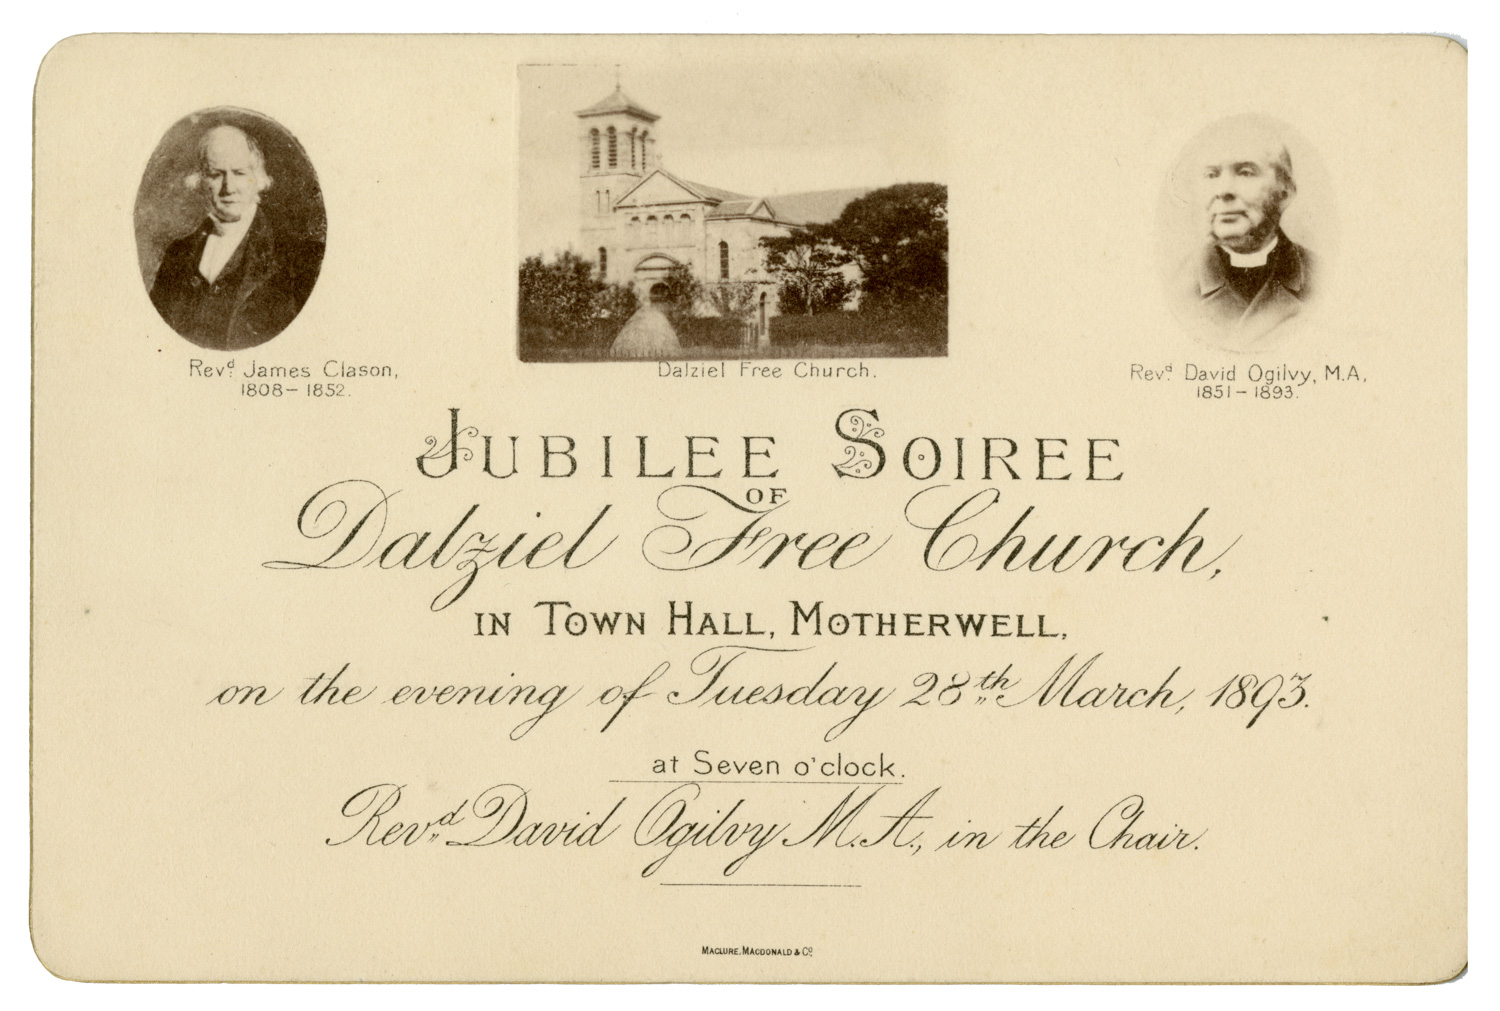 Revd. James Clason,
1808 – 1852.
Dalziel Free Church.
Revd. David Ogilvy, M.A,
1851 – 1893.
JUBILEE SOIREE
OF
Dalziel Free Church,
IN TOWN HALL, MOTHERWELL,
on the evening of Tuesday 28th March, 1893.
at Seven o'clock.
Revd. David Ogilvy M.A., in the Chair.
MACLURE, MACDONALD & Co.